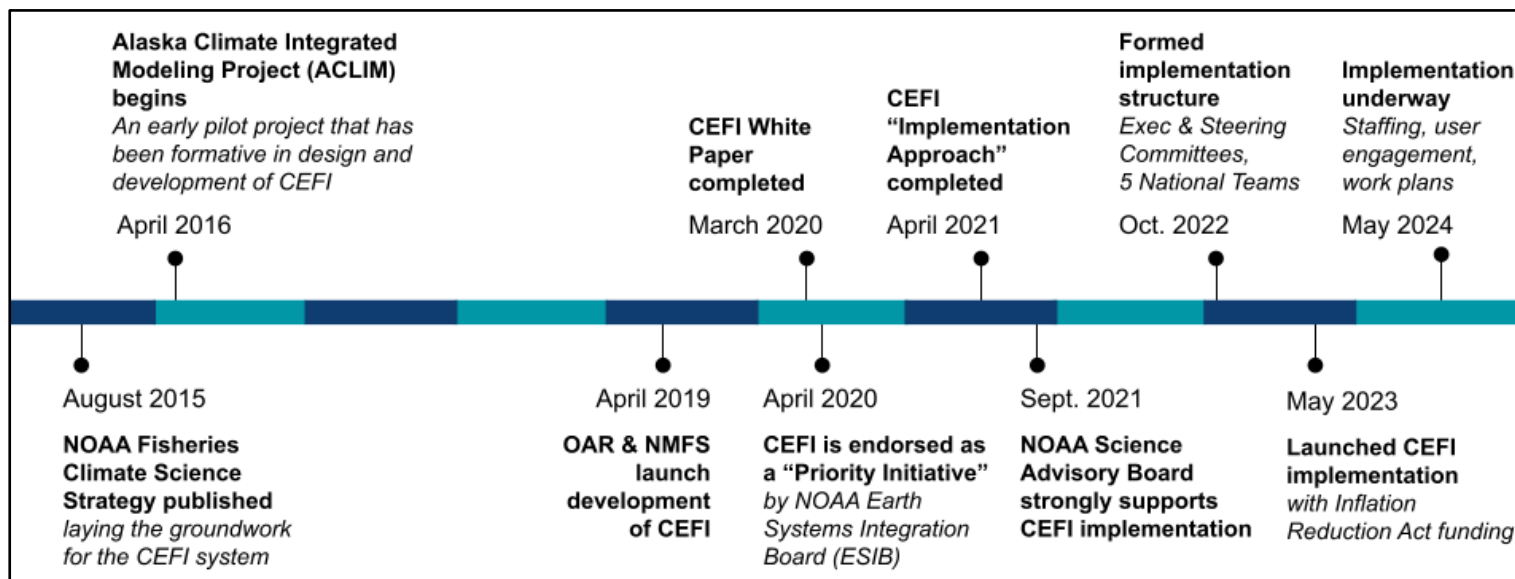 Alaska Climate Integrated
Modeling Project (ACLIM)
begins
An early pilot project that has
been formative in design and
development of CEFI
April 2016
CEFI White
Paper
completed
March 2020
CEFI
“Implementation
Approach”
completed
April 2021
Formed
implementation
structure
Exec & Steering
Committees,
5 National Teams
Oct. 2022
Implementation
underway
Staffing, user
engagement,
work plans
May 2024
August 2015
NOAA Fisheries
Climate Science
Strategy published
laying the groundwork
for the CEFI system
April 2019
OAR & NMFS
launch
development
of CEFI
April 2020
CEFI is endorsed as
a “Priority Initiative”
by NOAA Earth
Systems Integration
Board (ESIB)
Sept. 2021
NOAA Science
Advisory Board
strongly supports
CEFI implementation
May 2023
Launched CEFI
implementation
with Inflation
Reduction Act funding